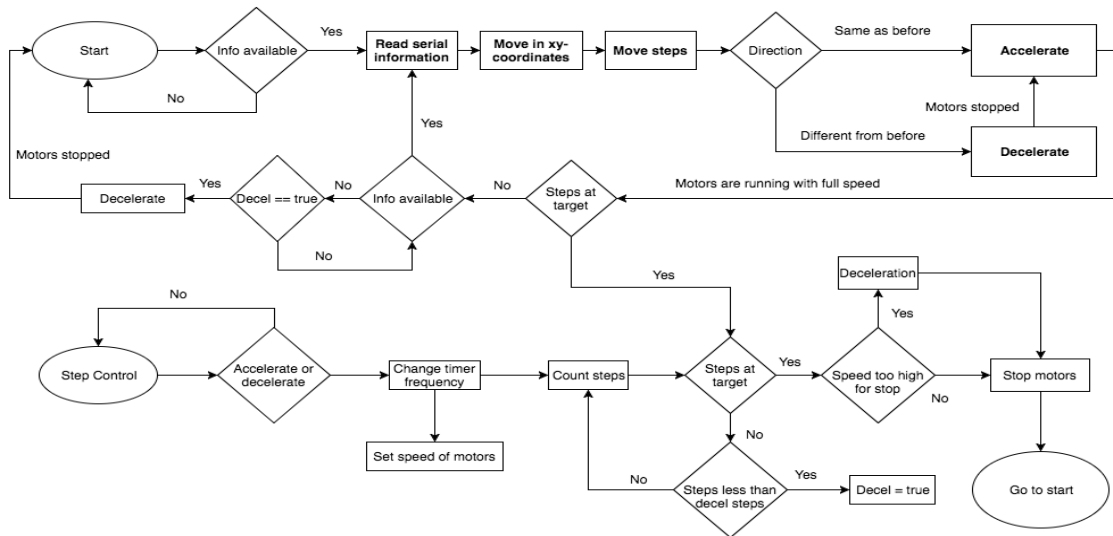 Start
Info available
Yes
No
Read serial
information
Move in xy-
coordinates
Move steps
Direction
Same as before
Accelerate
Motors stopped
Different from before
Decelerate
Yes
Motors stopped
Decelerate
Yes
Decel == true
No
Info available
No
Steps at
target
Motors are running with full speed
No
Yes
No
Step Control
Accelerate or
decelerate
Change timer
frequency
Set speed of motors
Count steps
Steps at
target
Yes
Speed too high
for stop
Yes
Deceleration
No
Stop motors
No
No
Steps less than
decel steps
Yes
Decel = true
Go to start